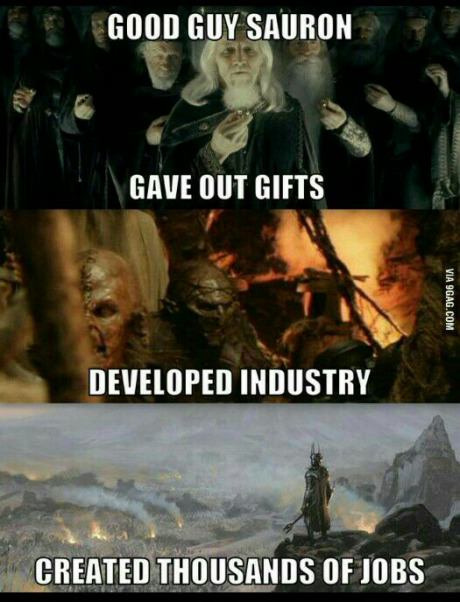 GOOD GUY SAURON
GAVE OUT GIFTS
VIA 9GAG.COM
DEVELOPED INDUSTRY
CREATED THOUSANDS OF JOBS